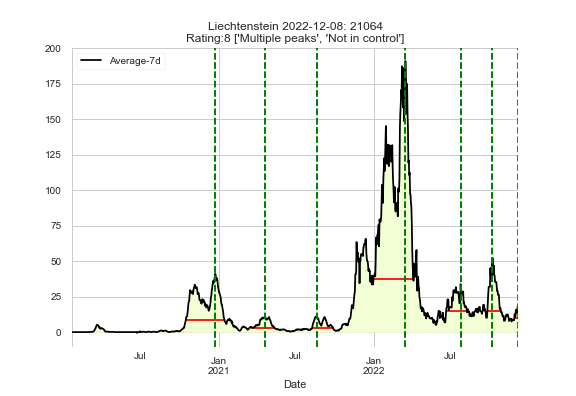 Liechtenstein 2022-12-08: 21064
Rating:8 ['Multiple peaks', 'Not in control']
Average-7d
200
175
150
125
100
75
50
25
0
Jul
Jan
2021
Jul
Jan
2022
Jul
Date